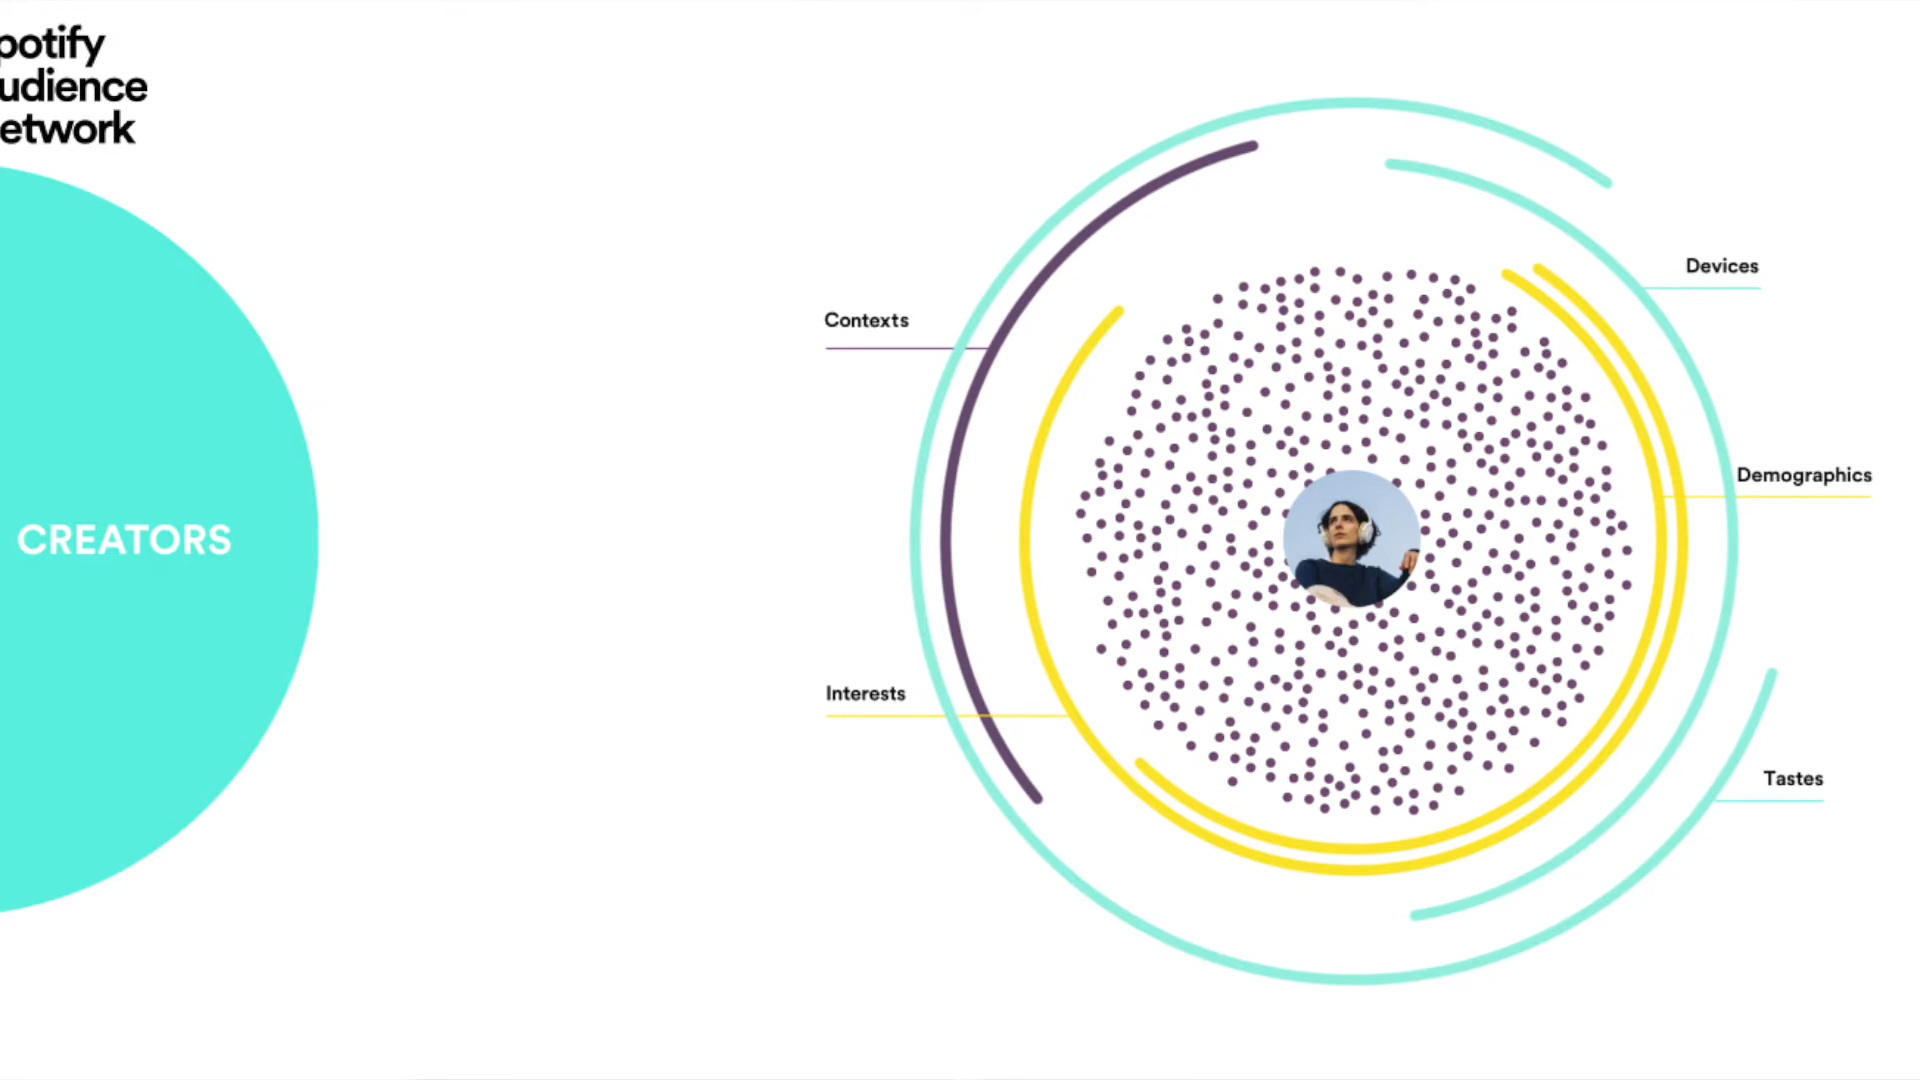 potify
udience
etwork
CREATORS
Contexts
Interests
Devices
Demographics
Tastes